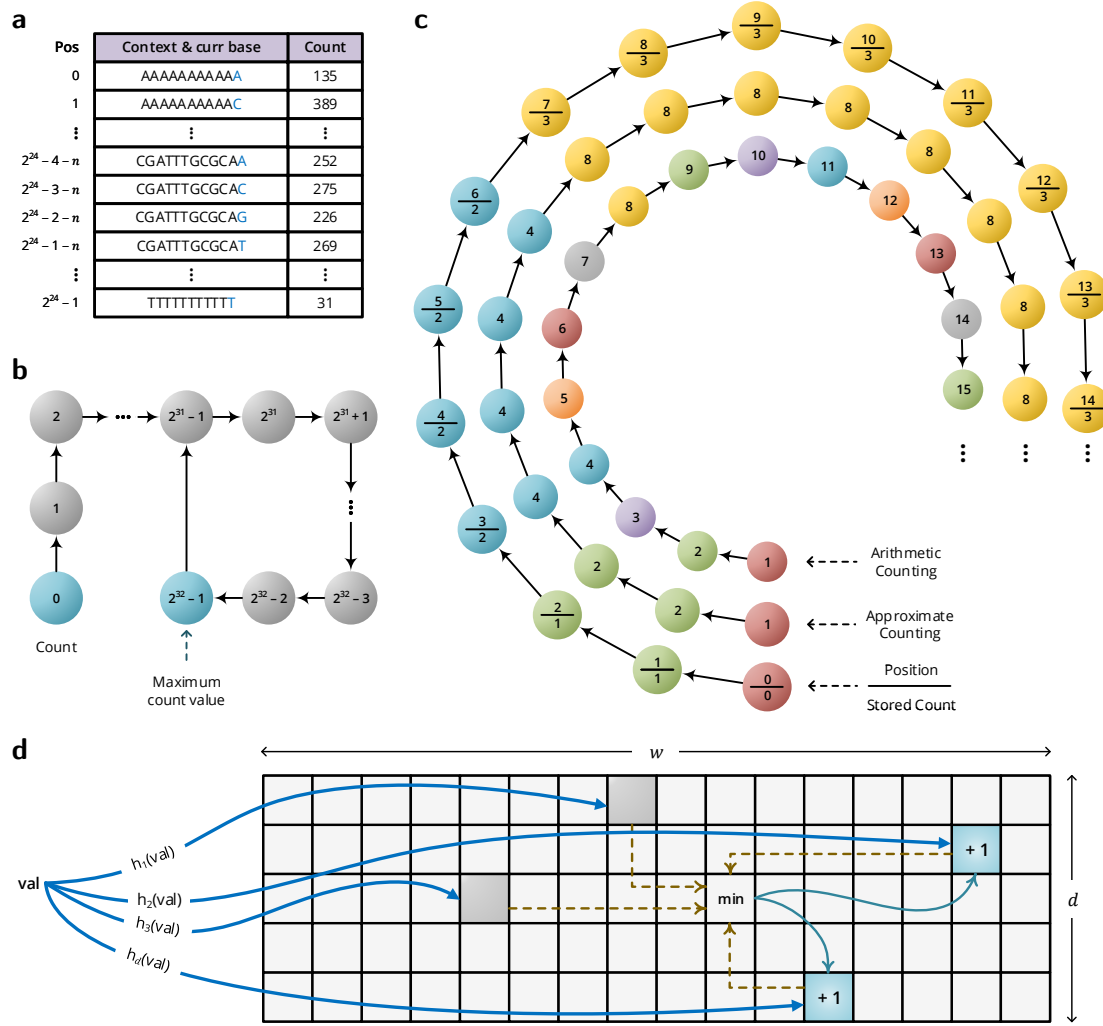 a
Pos Context & curr base Count
0 AAAAAAAAAAA 135
1 AAAAAAAAAAC 389
⋮ ⋮ ⋮
2²⁴ – 4 – n CGATTTGCGCAA 252
2²⁴ – 3 – n CGATTTGCGCAC 275
2²⁴ – 2 – n CGATTTGCGCAG 226
2²⁴ – 1 – n CGATTTGCGCAT 269
⋮ ⋮ ⋮
2²⁴ – 1 TTTTTTTTTTT 31
b
2 ••• 2³¹ – 1 2³¹ 2³¹ + 1
1
0 2³² – 1 2³² – 2 2³² – 3
Count
Maximum
count value
c
1 2 3 4 5 6 7 8 9 10 11 12 13 14 15
Arithmetic
Counting
1 2 2 4 4 4 4 4 8 8 8 8 8 8 8 8 8
Approximate
Counting
0/0 1/1 2/1 3/2 4/2 5/2 6/2 7/3 8/3 9/3 10/3 11/3 12/3 13/3 14/3
Position
Stored Count
d
w
val
h₁(val)
h₂(val)
h₃(val)
h𝑑(val)
+ 1
min
+ 1
d